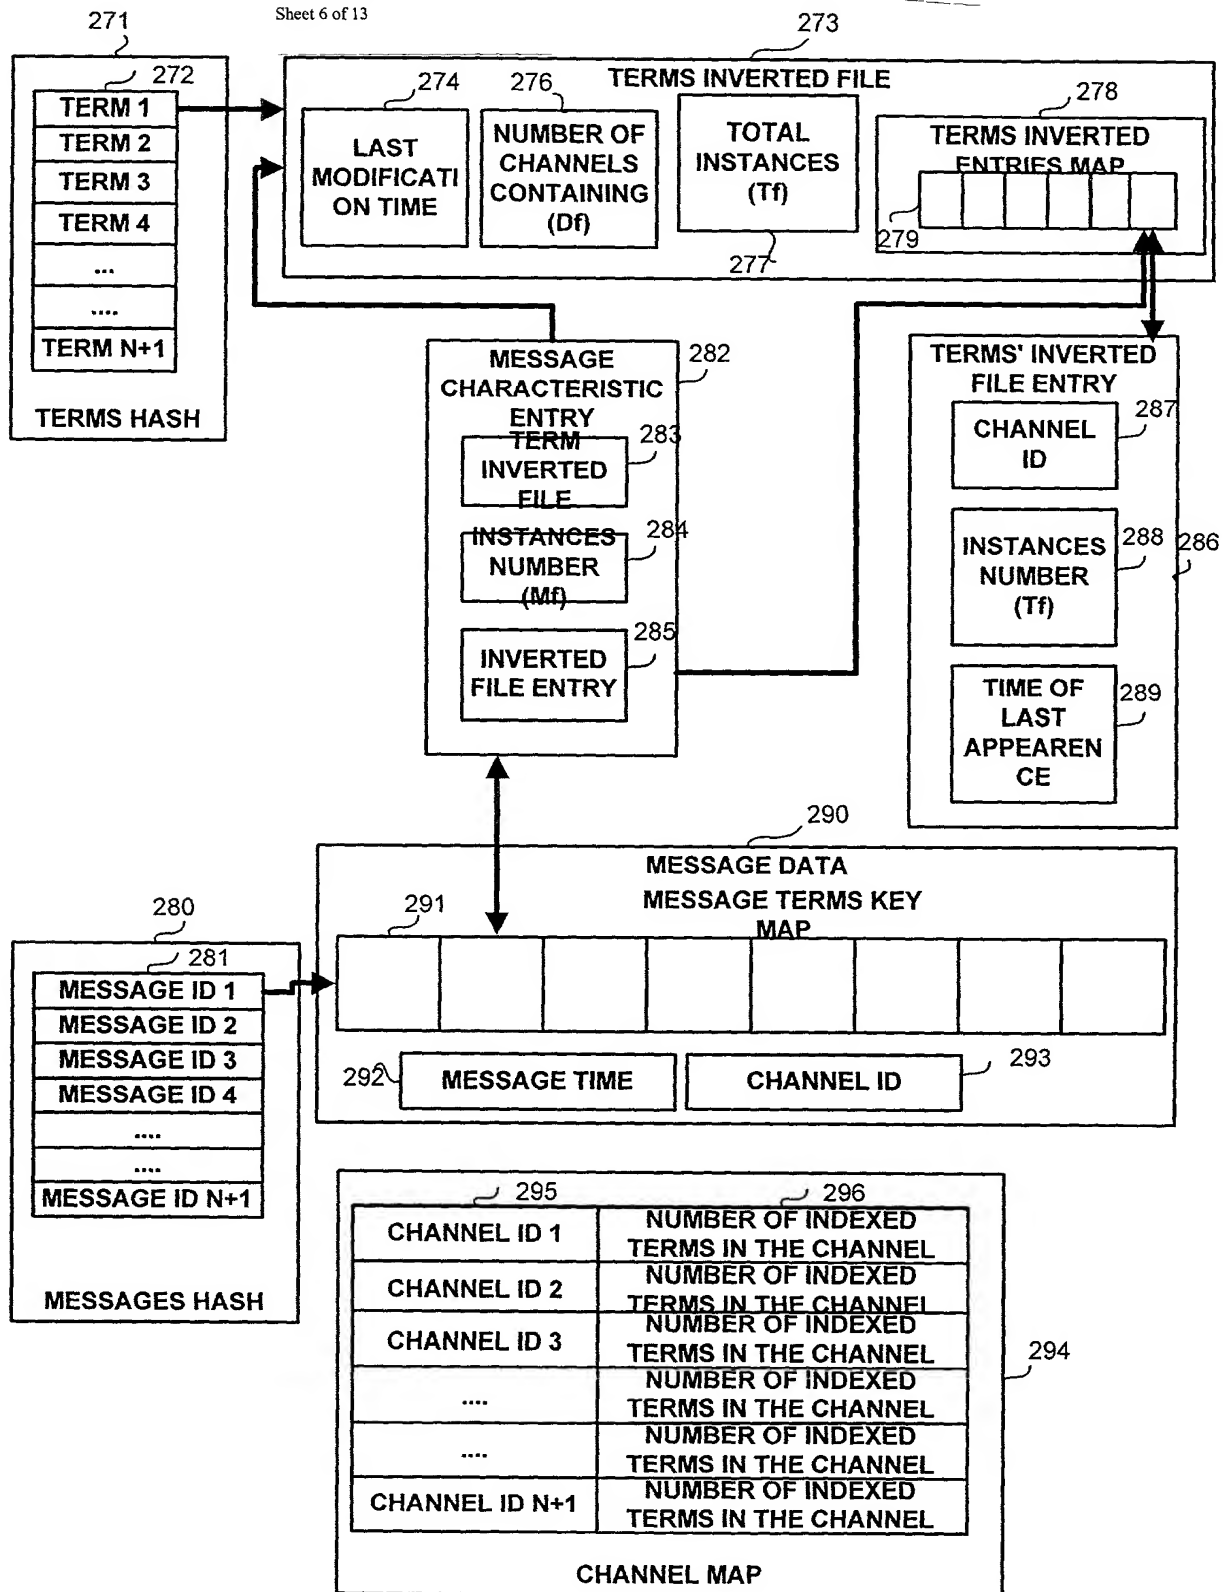 Sheet 6 of 13
271
272
TERM 1
TERM 2
TERM 3
TERM 4
...
....
TERM N+1
TERMS HASH
273
TERMS INVERTED FILE
274
LAST
MODIFICATI
ON TIME
276
NUMBER OF
CHANNELS
CONTAINING
(Df)
TOTAL
INSTANCES
(Tf)
277
278
TERMS INVERTED
ENTRIES MAP
279
282
MESSAGE
CHARACTERISTIC
ENTRY
283
TERM
INVERTED
FILE
284
INSTANCES
NUMBER
(Mf)
285
INVERTED
FILE ENTRY
TERMS' INVERTED
FILE ENTRY
287
CHANNEL
ID
288
286
INSTANCES
NUMBER
(Tf)
289
TIME OF
LAST
APPEAREN
CE
290
MESSAGE DATA
MESSAGE TERMS KEY
MAP
291
292
MESSAGE TIME
CHANNEL ID
293
280
281
MESSAGE ID 1
MESSAGE ID 2
MESSAGE ID 3
MESSAGE ID 4
....
....
MESSAGE ID N+1
MESSAGES HASH
295
296
CHANNEL ID 1
NUMBER OF INDEXED
TERMS IN THE CHANNEL
CHANNEL ID 2
NUMBER OF INDEXED
TERMS IN THE CHANNEL
CHANNEL ID 3
NUMBER OF INDEXED
TERMS IN THE CHANNEL
....
NUMBER OF INDEXED
TERMS IN THE CHANNEL
....
NUMBER OF INDEXED
TERMS IN THE CHANNEL
CHANNEL ID N+1
NUMBER OF INDEXED
TERMS IN THE CHANNEL
294
CHANNEL MAP